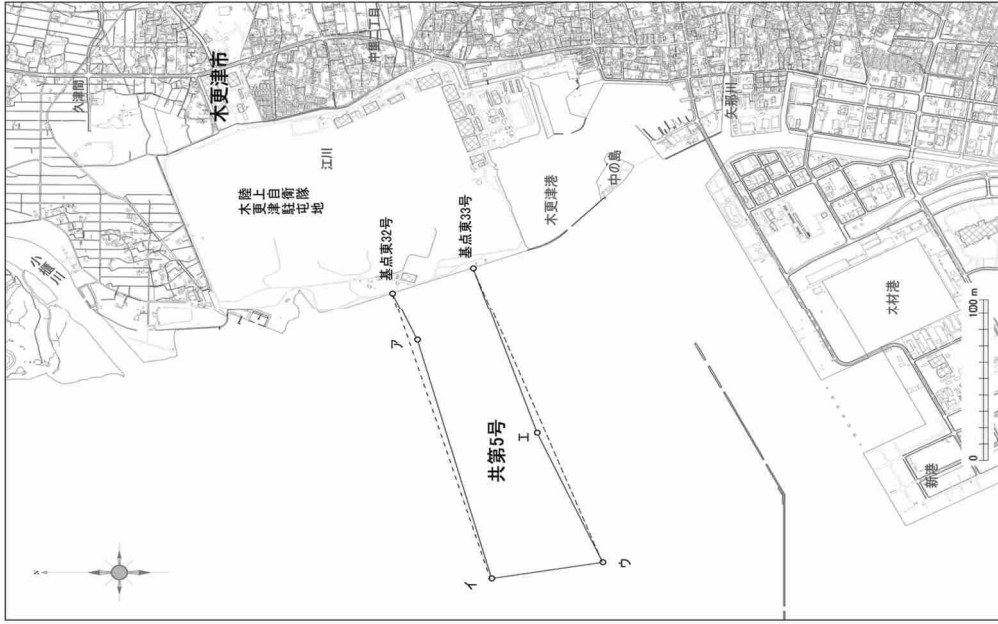 久津間
木更津市
中里二丁目
小櫃川
江川
陸上自衛隊
木更津駐屯地
基点東32号
基点東33号
木更津港
中の島
矢那川
ア
イ
ウ
エ
共第5号
木材港
新港
0
100 m
N